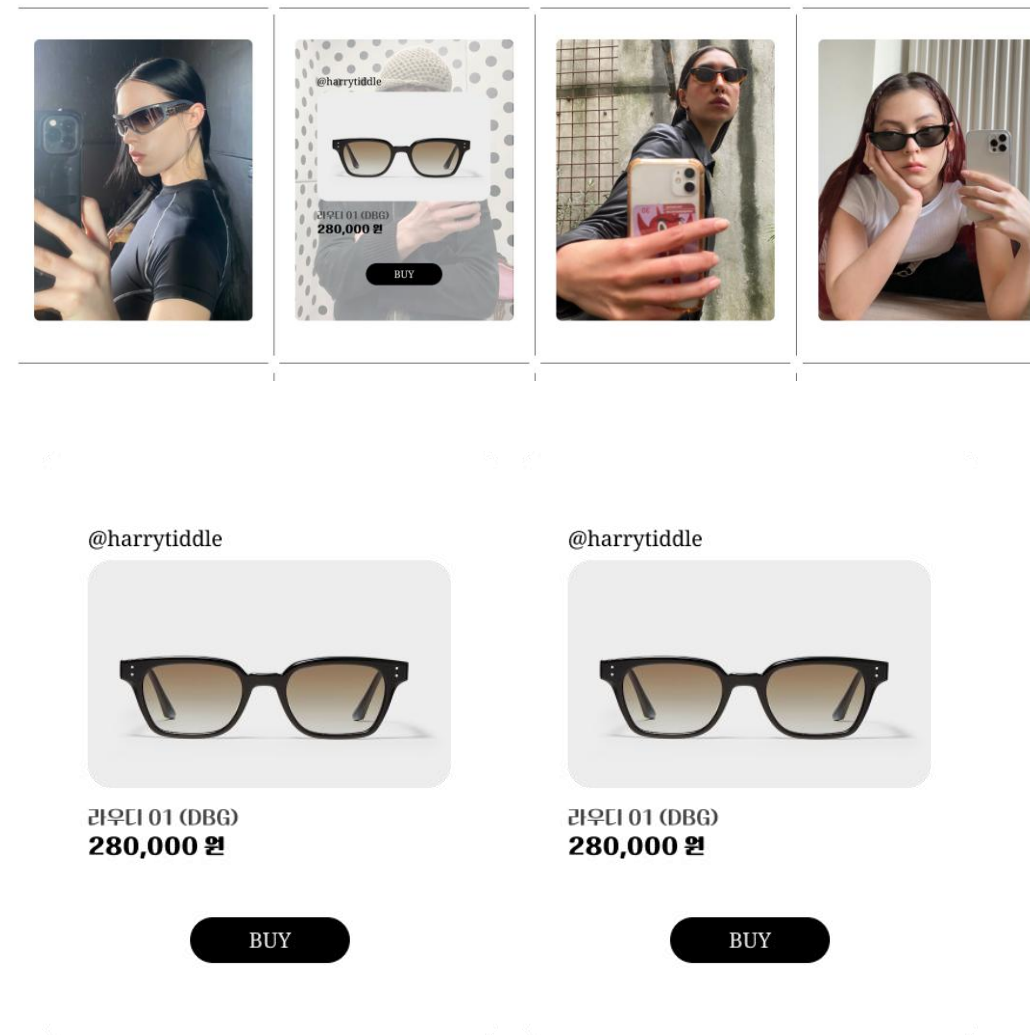 @harrytiddle
라우디 01 (DBG)
280,000 원
BUY
@harrytiddle
라우디 01 (DBG)
280,000 원
BUY
@harrytiddle
라우디 01 (DBG)
280,000 원
BUY